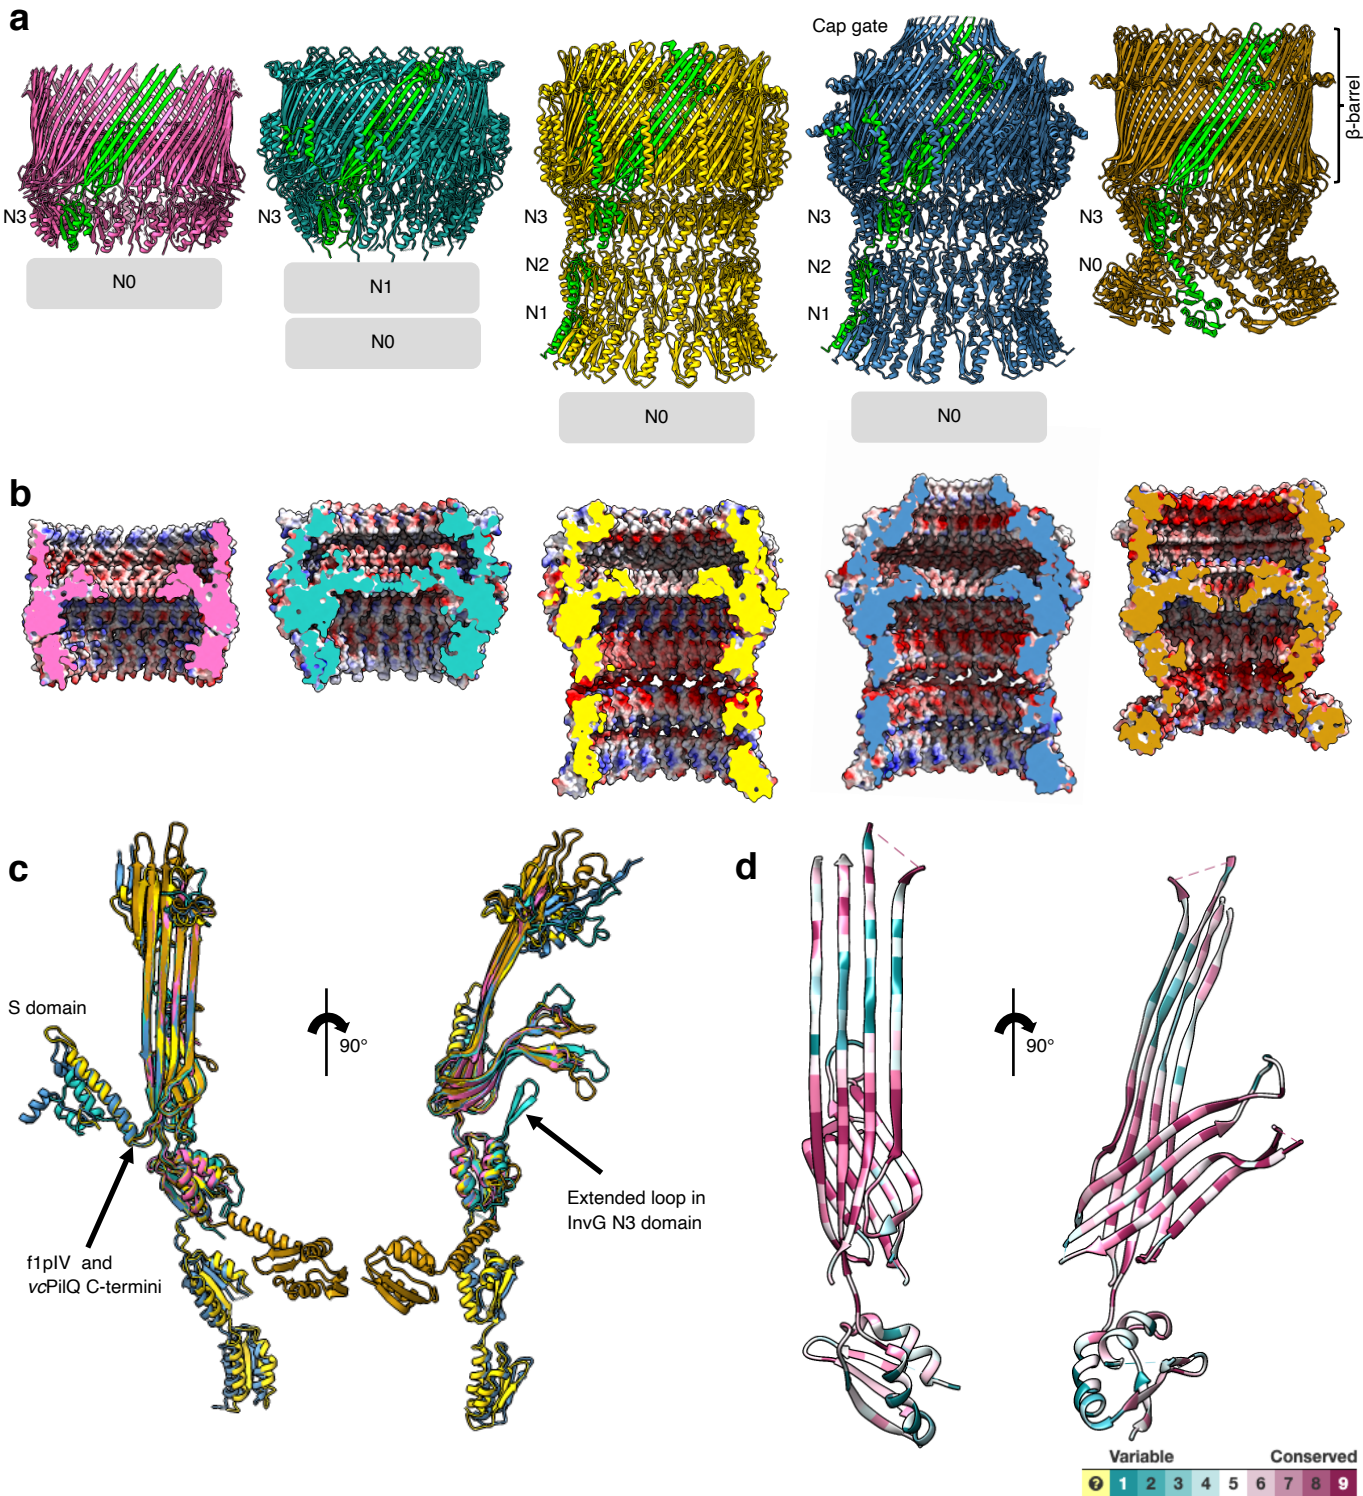 a
Cap gate
β-barrel
N3
N3
N3
N3
N3
N2
N2
N0
N1
N1
N0
N1
N0
N0
N0
b
c
d
S domain
90°
90°
Extended loop in
InvG N3 domain
f1pIV and
vcPilQ C-termini
Variable Conserved
? 1 2 3 4 5 6 7 8 9